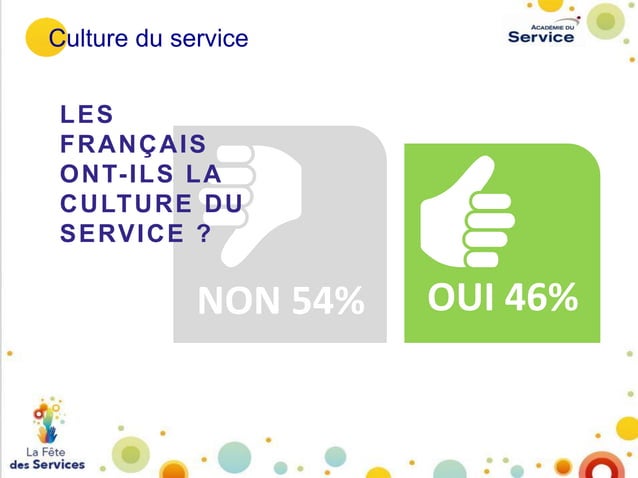 Culture du service
ACADÉMIE DU
Service
LES
FRANÇAIS
ONT-ILS LA
CULTURE DU
SERVICE ?
NON 54%
OUI 46%
La Fête
des Services